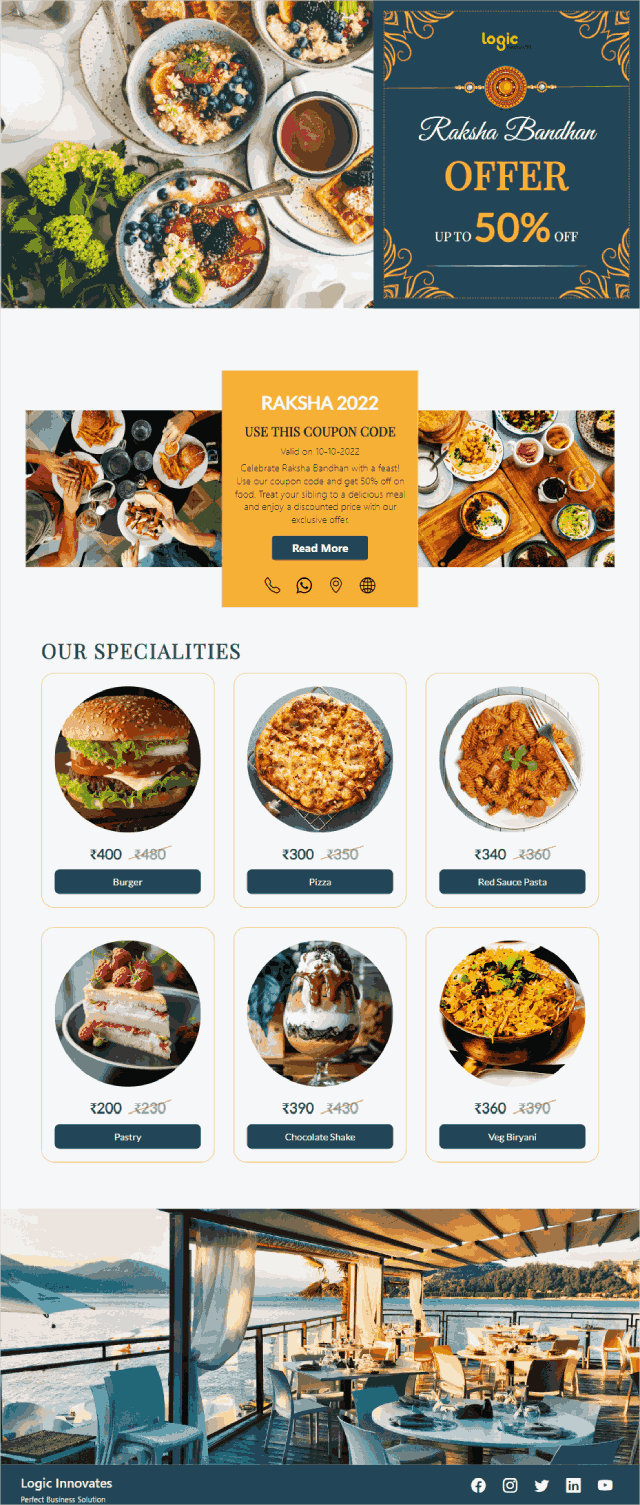 logic
Raksha Bandhan
OFFER
UP TO 50% OFF
RAKSHA 2022
USE THIS COUPON CODE
Valid on 10-10-2022
Celebrate Raksha Bandhan with a feast!
Use our coupon code and get 50% off on
food. Treat your sibling to a delicious meal
and enjoy a discounted price with our
exclusive offer.
Read More
OUR SPECIALITIES
₹400 ₹480
₹300 ₹350
₹340 ₹360
Burger
Pizza
Red Sauce Pasta
₹200 ₹230
₹390 ₹430
₹360 ₹390
Pastry
Chocolate Shake
Veg Biryani
Logic Innovates
Perfect Business Solution